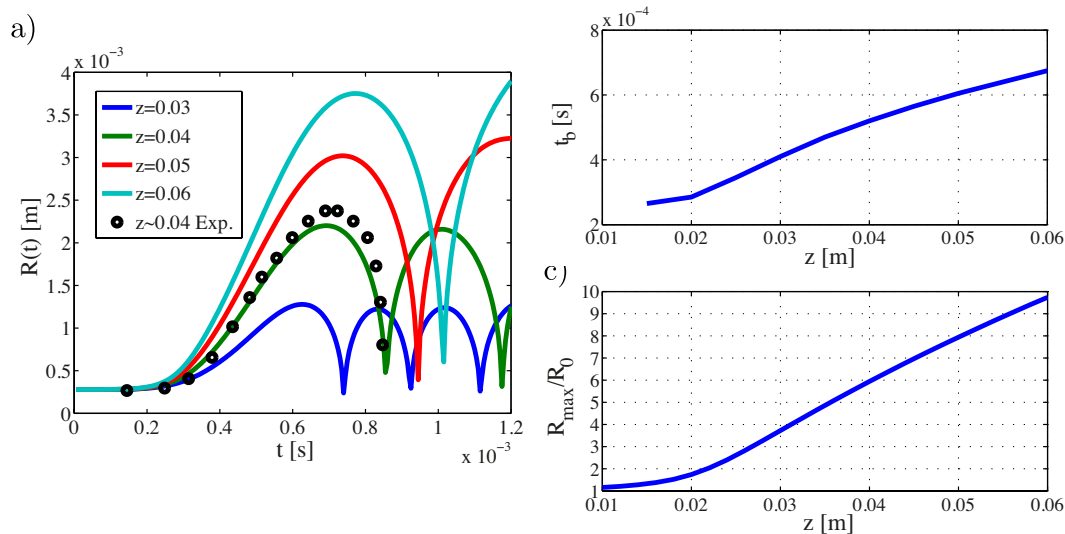 a)
x 10⁻³
4
3.5
3
2.5
2
1.5
1
0.5
0
R(t) [m]
z=0.03
z=0.04
z=0.05
z=0.06
z~0.04 Exp.
0 0.2 0.4 0.6 0.8 1 1.2
t [s]
x 10⁻³
x 10⁻⁴
8
6
4
2
t_b [s]
0.01 0.02 0.03 0.04 0.05 0.06
z [m]
c)
10
9
8
7
6
5
4
3
2
1
R_max/R_0
0.01 0.02 0.03 0.04 0.05 0.06
z [m]